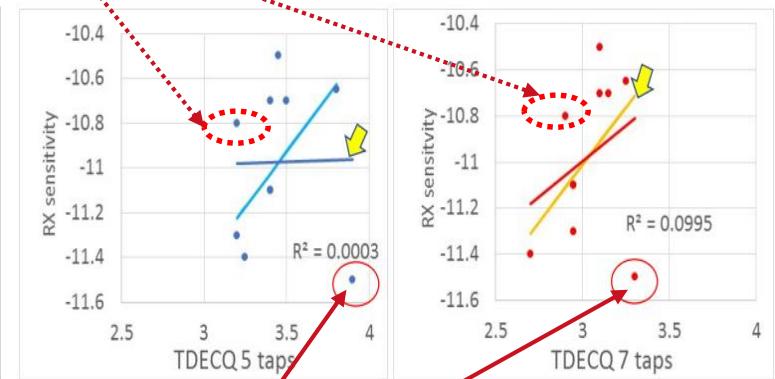 -10.4
-10.6
-10.8
-11
-11.2
-11.4
-11.6
RX sensitvity
R² = 0.0003
2.5 3 3.5 4
TDECQ 5 taps
-10.4
-10.6
-10.8
-11
-11.2
-11.4
-11.6
RX sensitvity
R² = 0.0995
2.5 3 3.5 4
TDECQ 7 taps